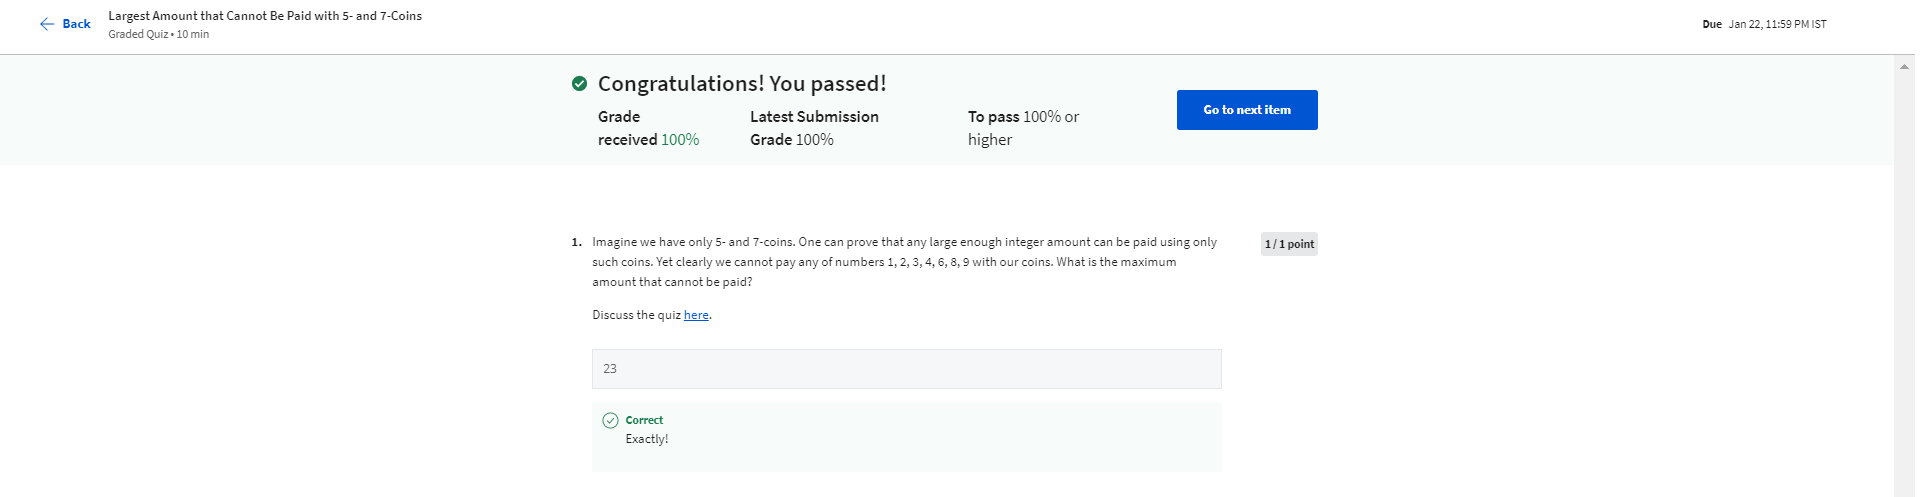 Back
Largest Amount that Cannot Be Paid with 5- and 7-Coins
Graded Quiz • 10 min
Due Jan 22, 11:59 PM IST
Congratulations! You passed!
Grade received 100%
Latest Submission Grade 100%
To pass 100% or higher
Go to next item
1. Imagine we have only 5- and 7-coins. One can prove that any large enough integer amount can be paid using only
such coins. Yet clearly we cannot pay any of numbers 1, 2, 3, 4, 6, 8, 9 with our coins. What is the maximum
amount that cannot be paid?
1 / 1 point
Discuss the quiz here.
23
Correct
Exactly!